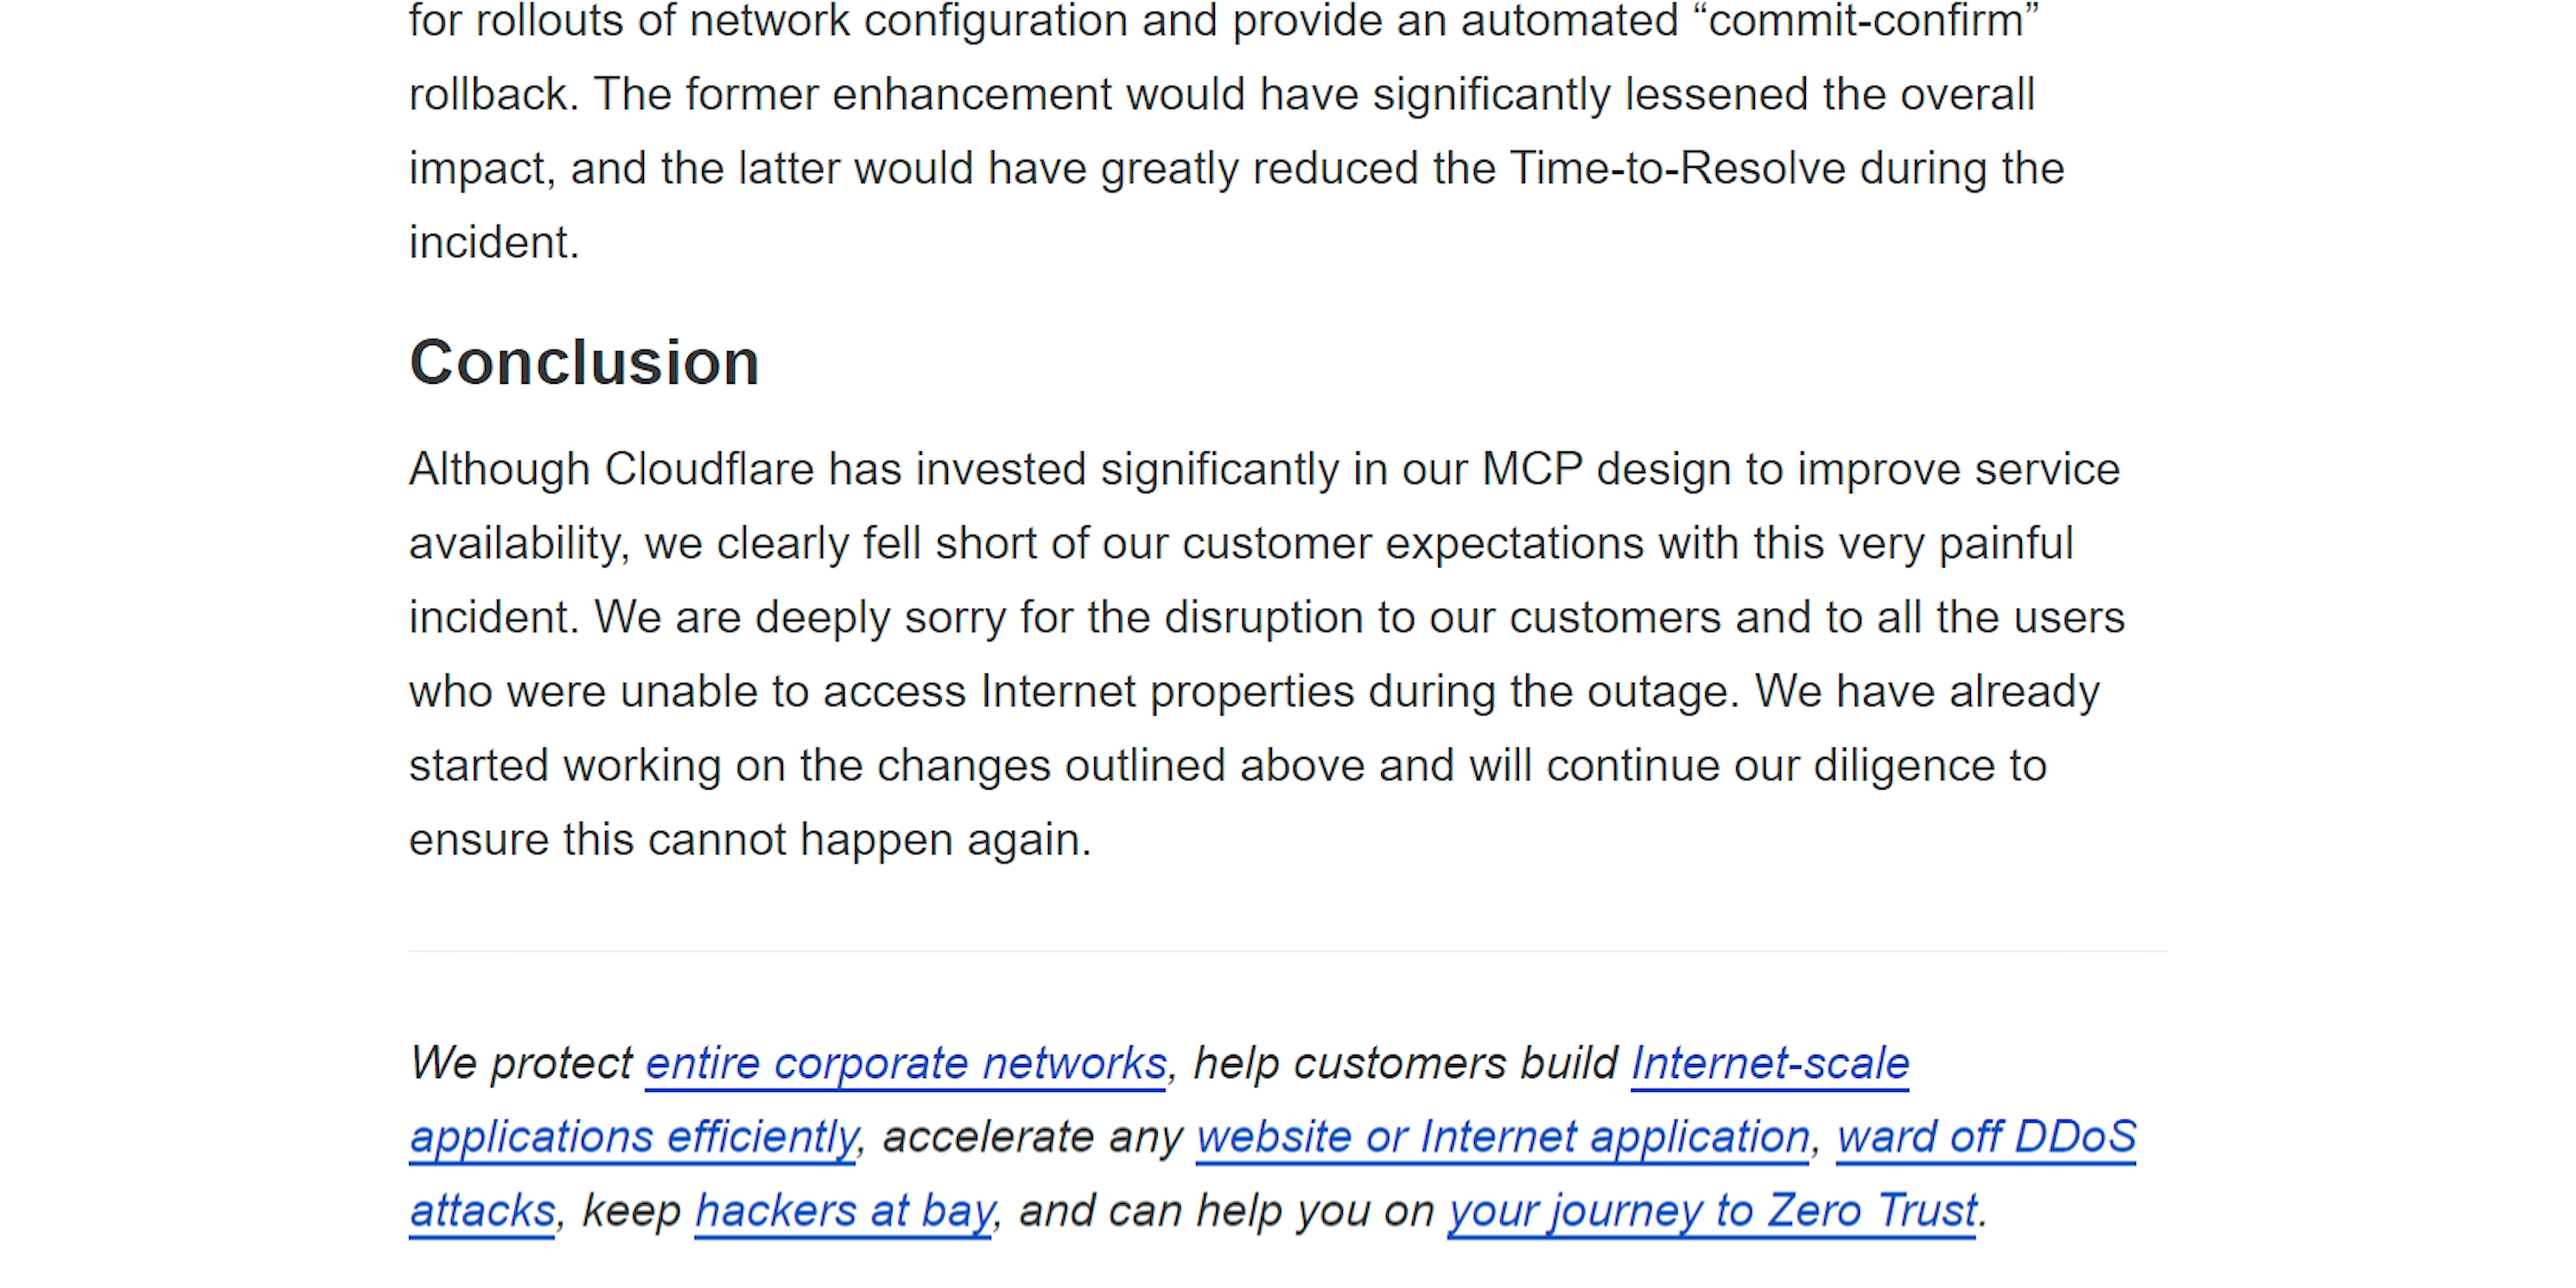 for rollouts of network configuration and provide an automated “commit-confirm”
rollback. The former enhancement would have significantly lessened the overall
impact, and the latter would have greatly reduced the Time-to-Resolve during the
incident.
Conclusion
Although Cloudflare has invested significantly in our MCP design to improve service
availability, we clearly fell short of our customer expectations with this very painful
incident. We are deeply sorry for the disruption to our customers and to all the users
who were unable to access Internet properties during the outage. We have already
started working on the changes outlined above and will continue our diligence to
ensure this cannot happen again.
We protect entire corporate networks, help customers build Internet-scale
applications efficiently, accelerate any website or Internet application, ward off DDoS
attacks, keep hackers at bay, and can help you on your journey to Zero Trust.